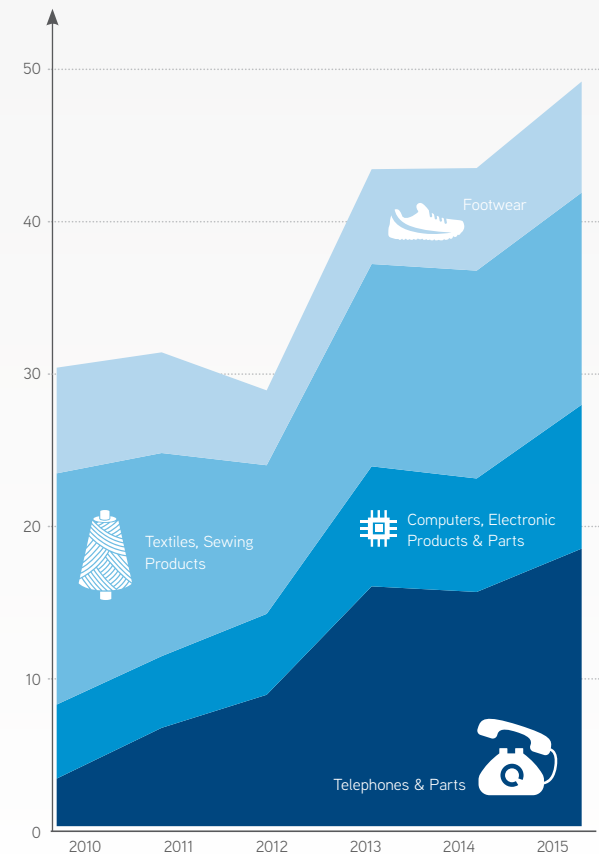 50
40
Footwear
30
20
Computers, Electronic
Products & Parts
Textiles, Sewing
Products
10
Telephones & Parts
0
2010 2011 2012 2013 2014 2015